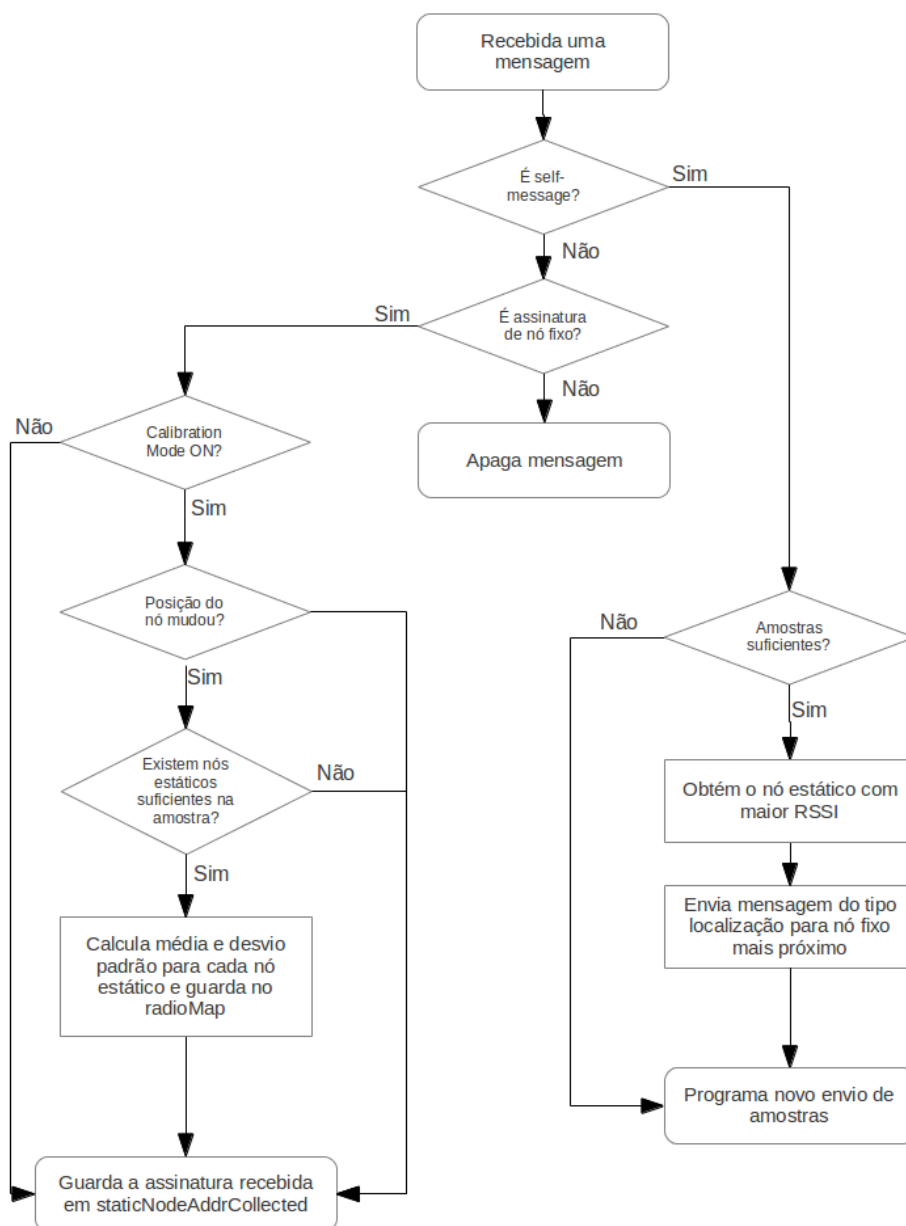 Recebida uma
mensagem
É self-
message?
Sim
Não
É assinatura
de nó fixo?
Sim
Não
Apaga mensagem
Calibration
Mode ON?
Não
Sim
Posição do
nó mudou?
Sim
Existem nós
estáticos
suficientes na
amostra?
Não
Sim
Calcula média e desvio
padrão para cada nó
estático e guarda no
radioMap
Guarda a assinatura recebida
em staticNodeAddrCollected
Amostras
suficientes?
Não
Sim
Obtém o nó estático com
maior RSSI
Envia mensagem do tipo
localização para nó fixo
mais próximo
Programa novo envio de
amostras